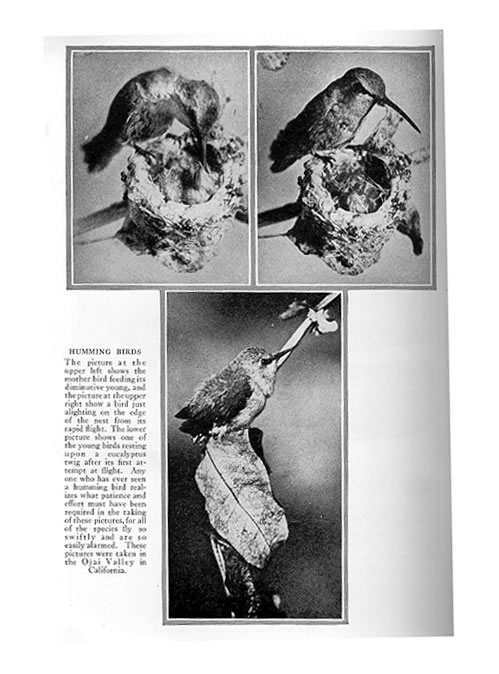 HUMMING BIRDS
The picture at the
upper left shows the
mother bird feeding its
diminutive young, and
the picture at the upper
right show a bird just
alighting on the edge
of the nest from its
rapid flight. The lower
picture shows one of
the young birds resting
upon a eucalyptus
twig after its first at-
tempt at flight. Any
one who has ever seen
a humming bird real-
izes what patience and
effort must have been
required in the taking
of these pictures, for all
of the species fly so
swiftly and are so
easily alarmed. These
pictures were taken in
the Ojai Valley in
California.